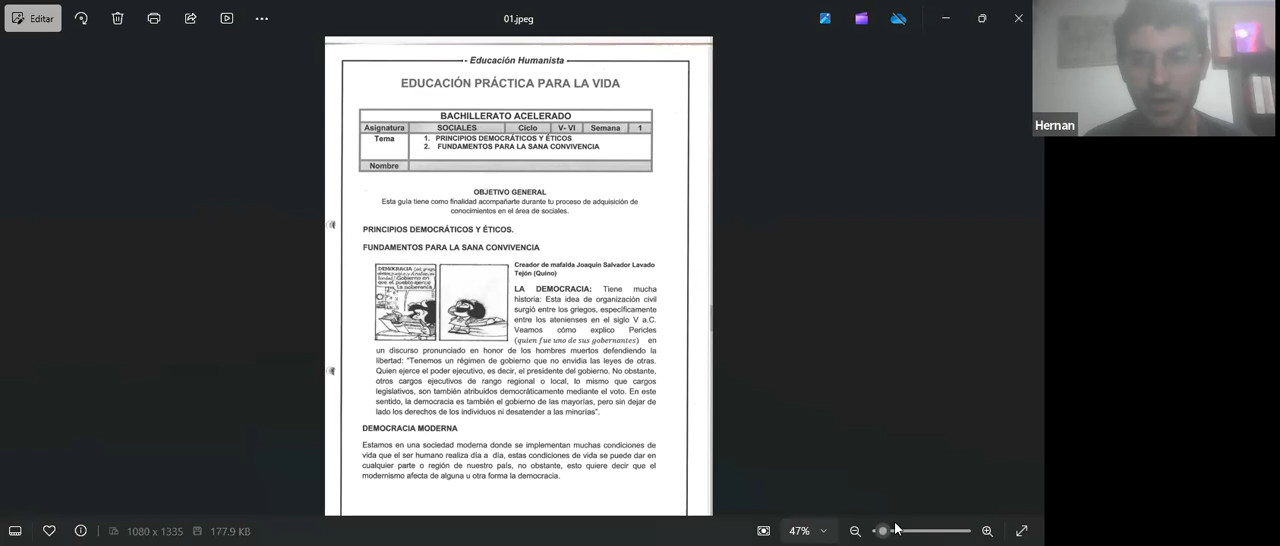 Editar
01.jpeg
- Educación Humanista
EDUCACIÓN PRÁCTICA PARA LA VIDA
BACHILLERATO ACELERADO
Asignatura SOCIALES Ciclo V- VI Semana 1
Tema 1. PRINCIPIOS DEMOCRÁTICOS Y ÉTICOS
2. FUNDAMENTOS PARA LA SANA CONVIVENCIA
Nombre
OBJETIVO GENERAL
Esta guía tiene como finalidad acompañarte durante tu proceso de adquisición de
conocimientos en el área de sociales.
PRINCIPIOS DEMOCRÁTICOS Y ÉTICOS.
FUNDAMENTOS PARA LA SANA CONVIVENCIA
DEMOCRACIA
Gobierno en
que el pueblo ejerce
la soberanía
Creador de mafalda Joaquín Salvador Lavado
Tejón (Quino)
LA DEMOCRACIA: Tiene mucha
historia: Esta idea de organización civil
surgió entre los griegos, específicamente
entre los atenienses en el siglo V a.C.
Veamos cómo explico Pericles
(quien fue uno de sus gobernantes) en
un discurso pronunciado en honor de los hombres muertos defendiendo la
libertad: "Tenemos un régimen de gobierno que no envidia las leyes de otras.
Quien ejerce el poder ejecutivo, es decir, el presidente del gobierno. No obstante,
otros cargos ejecutivos de rango regional o local, lo mismo que cargos
legislativos, son también atribuidos democráticamente mediante el voto. En este
sentido, la democracia es también el gobierno de las mayorías, pero sin dejar de
lado los derechos de los individuos ni desatender a las minorías".
DEMOCRACIA MODERNA
Estamos en una sociedad moderna donde se implementan muchas condiciones de
vida que el ser humano realiza día a día, estas condiciones de vida se puede dar en
cualquier parte o región de nuestro país, no obstante, esto quiere decir que el
modernismo afecta de alguna u otra forma la democracia.
Hernan
1080 x 1335 177.9 KB
47%